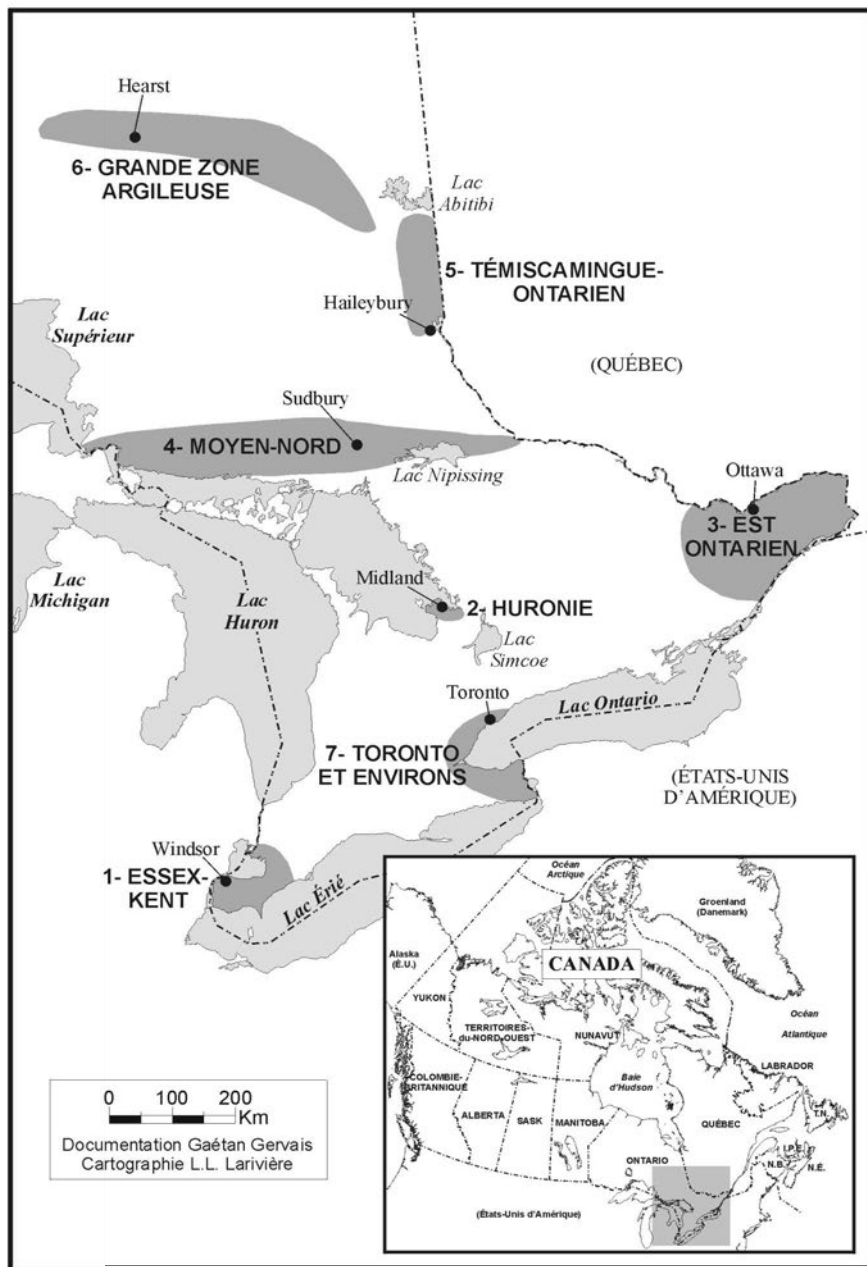 Hearst
6- GRANDE ZONE
ARGILEUSE
Lac
Abitibi
5- TÉMISCAMINGUE-
ONTARIEN
Haileybury
Lac
Supérieur
(QUÉBEC)
Sudbury
4- MOYEN-NORD
Lac Nipissing
Ottawa
3- EST
ONTARIEN
Lac
Michigan
Lac
Huron
Midland
2- HURONIE
Lac
Simcoe
Toronto
Lac Ontario
7- TORONTO
ET ENVIRONS
(ÉTATS-UNIS
D'AMÉRIQUE)
Windsor
1- ESSEX-
KENT
Lac Érié
0 100 200
Km
Documentation Gaétan Gervais
Cartographie L.L. Larivière
Océan
Arctique
Groenland
(Danemark)
Alaska
(É.U.)
CANADA
YUKON
Océan
Atlantique
TERRITOIRES-
du-NORD-OUEST
NUNAVUT
LABRADOR
COLOMBIE-
BRITANNIQUE
Baie
d'Hudson
ALBERTA
SASK
MANITOBA
QUÉBEC
T.N.
ONTARIO
I.P.E.
N.B.
N.É.
(États-Unis d'Amérique)